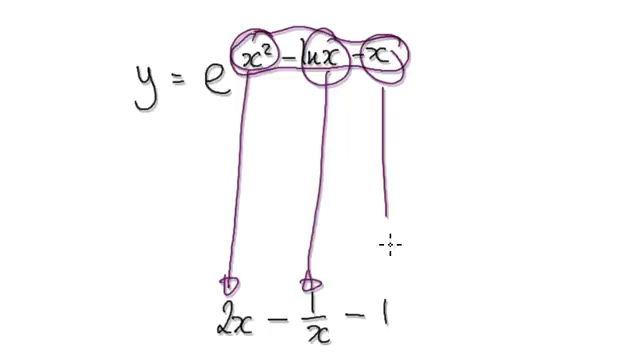 y = e^{x² - ln x - x}
2x - 1/x - 1